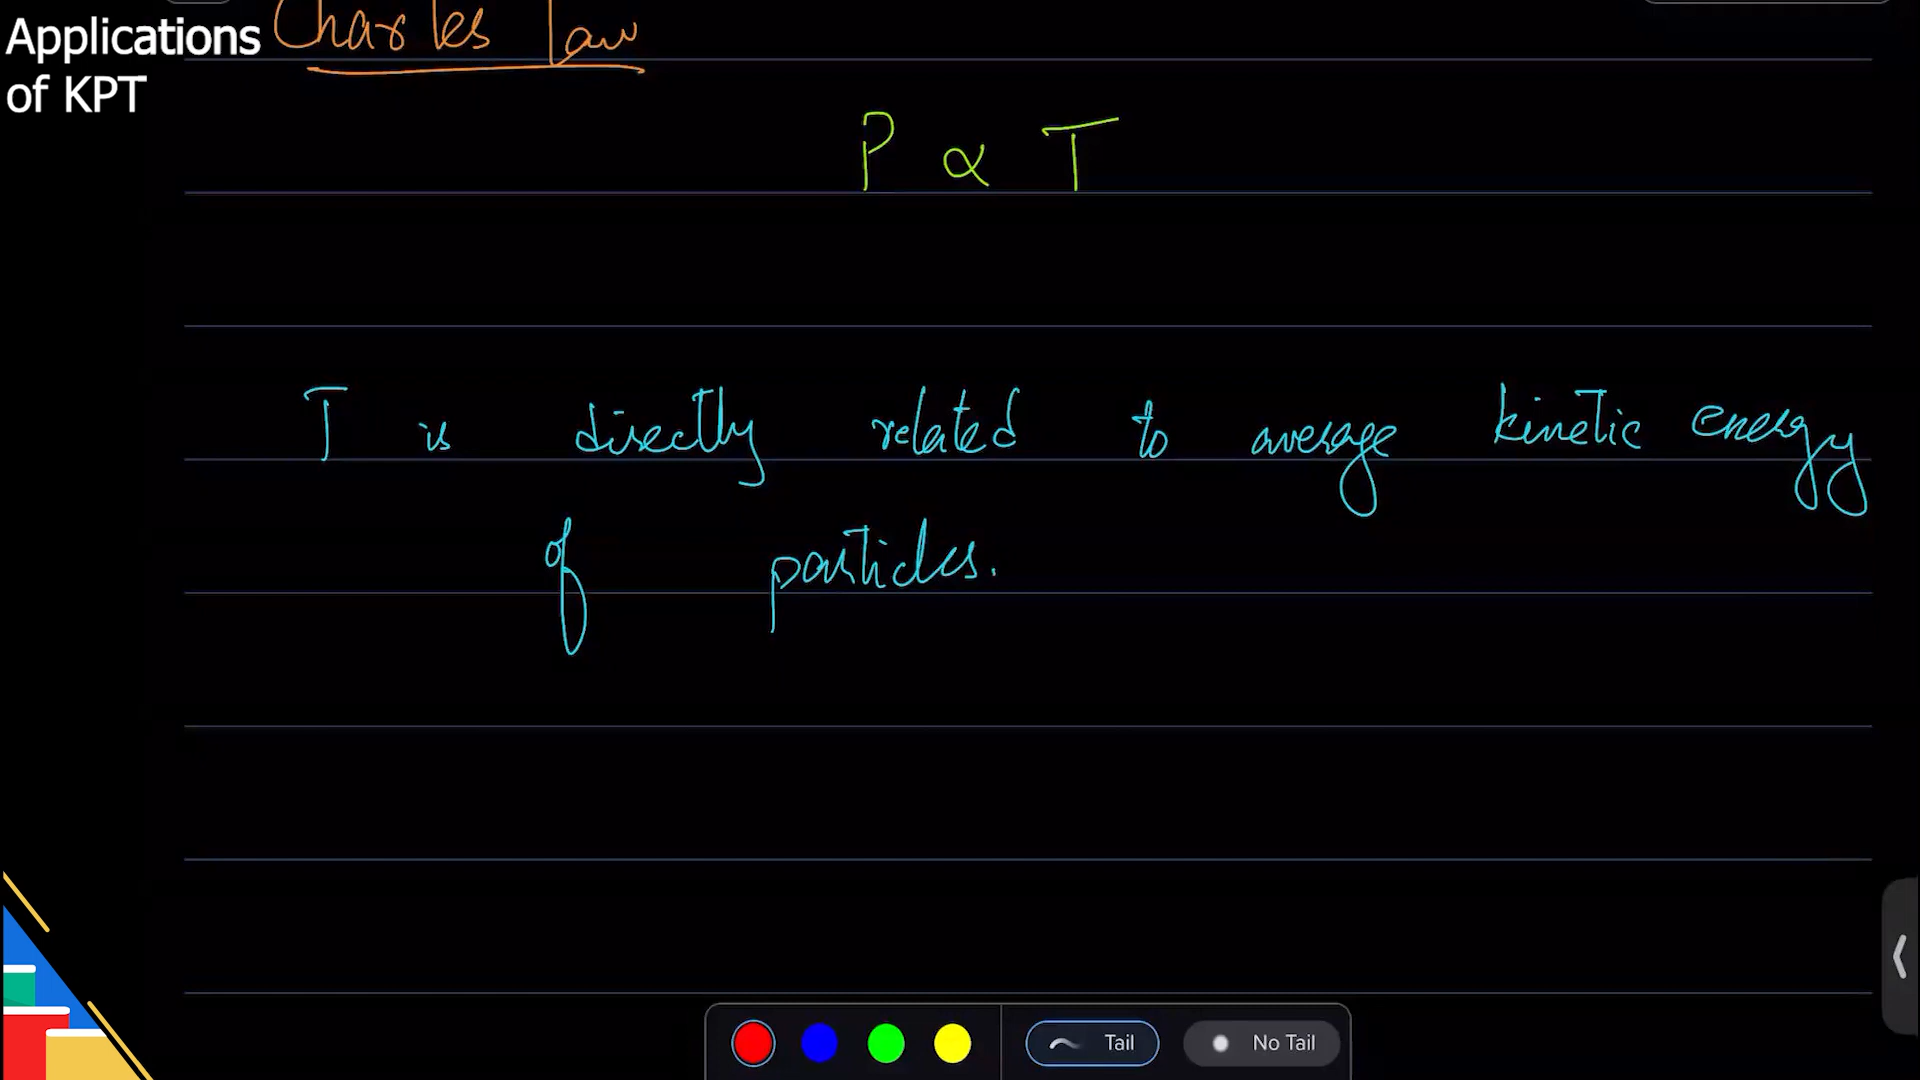 Applications
of KPT
Charles Law
P ∝ T
T is directly related to average kinetic energy
of particles.
Tail
No Tail